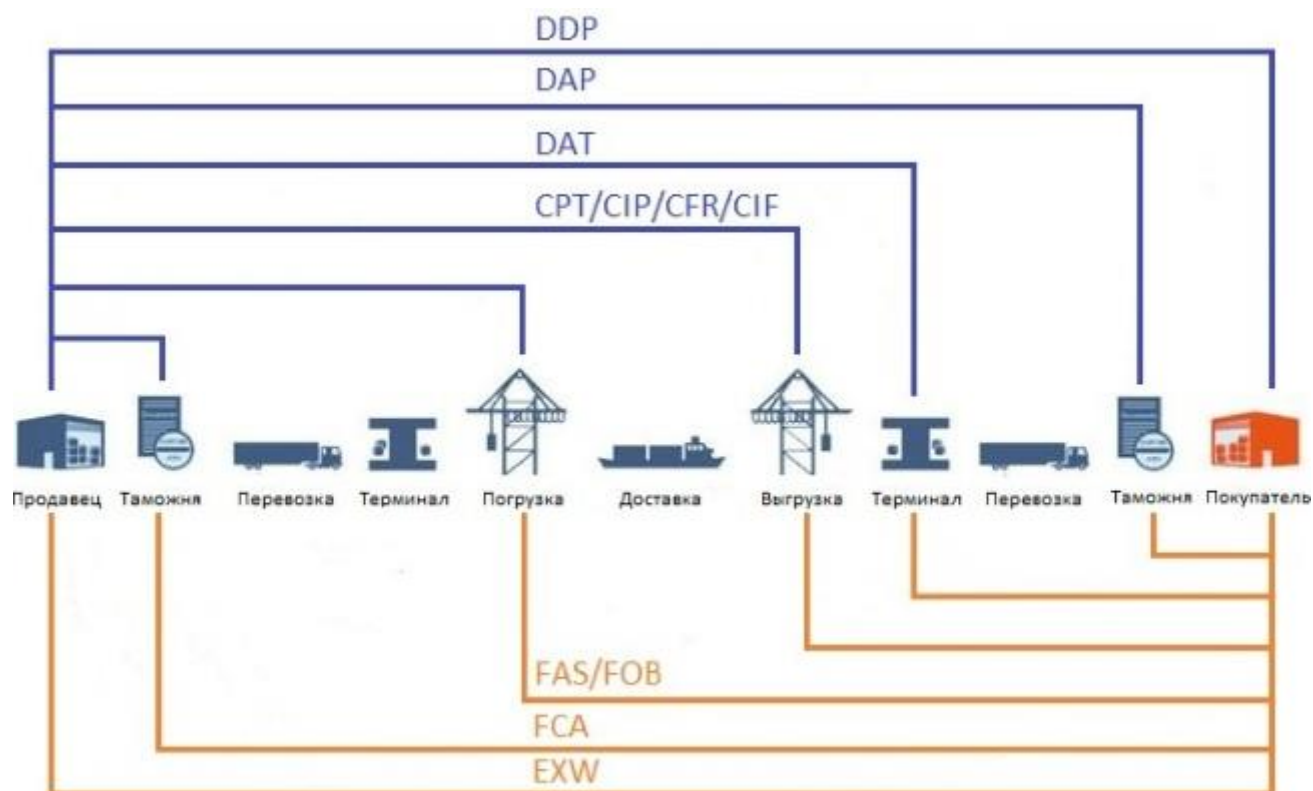 DDP
DAP
DAT
CPT/CIP/CFR/CIF
Продавец Таможня Перевозка Терминал Погрузка Доставка Выгрузка Терминал Перевозка Таможня Покупатель
FAS/FOB
FCA
EXW